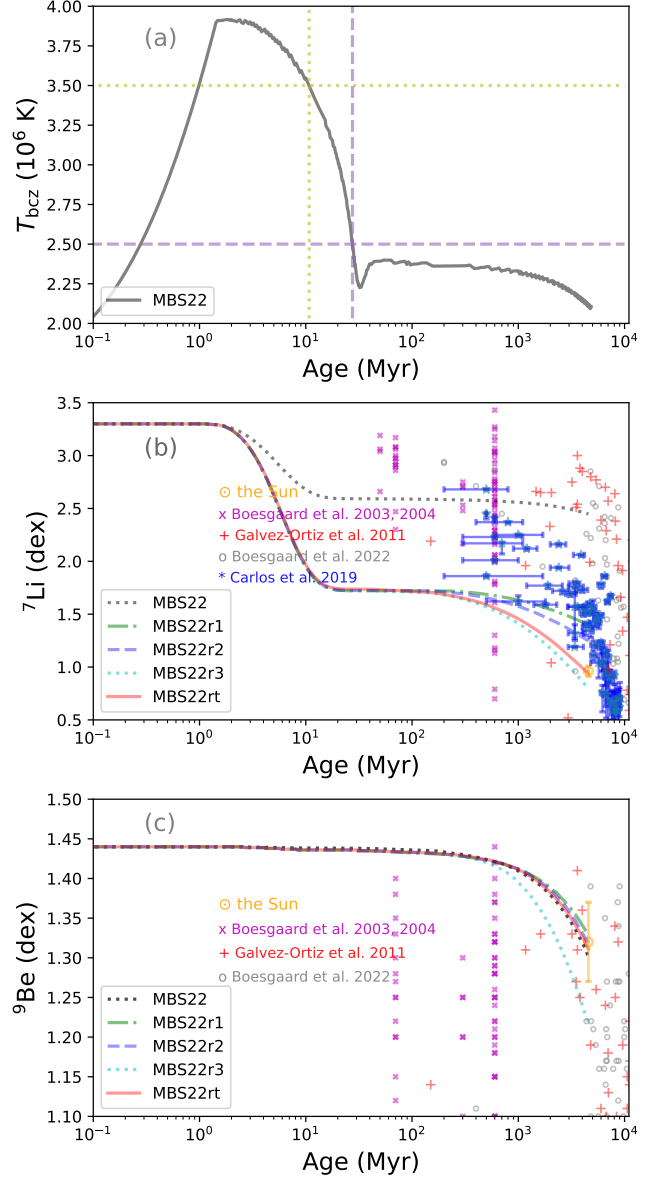 4.00
3.75
3.50
3.25
3.00
2.75
2.50
2.25
2.00
T_bcz (10^6 K)
(a)
MBS22
10^-1 10^0 10^1 10^2 10^3 10^4
Age (Myr)
3.5
3.0
2.5
2.0
1.5
1.0
0.5
^7Li (dex)
(b)
⊙ the Sun
x Boesgaard et al. 2003, 2004
+ Galvez-Ortiz et al. 2011
o Boesgaard et al. 2022
* Carlos et al. 2019
MBS22
MBS22r1
MBS22r2
MBS22r3
MBS22rt
10^-1 10^0 10^1 10^2 10^3 10^4
Age (Myr)
1.50
1.45
1.40
1.35
1.30
1.25
1.20
1.15
1.10
^9Be (dex)
(c)
⊙ the Sun
x Boesgaard et al. 2003, 2004
+ Galvez-Ortiz et al. 2011
o Boesgaard et al. 2022
MBS22
MBS22r1
MBS22r2
MBS22r3
MBS22rt
10^-1 10^0 10^1 10^2 10^3 10^4
Age (Myr)